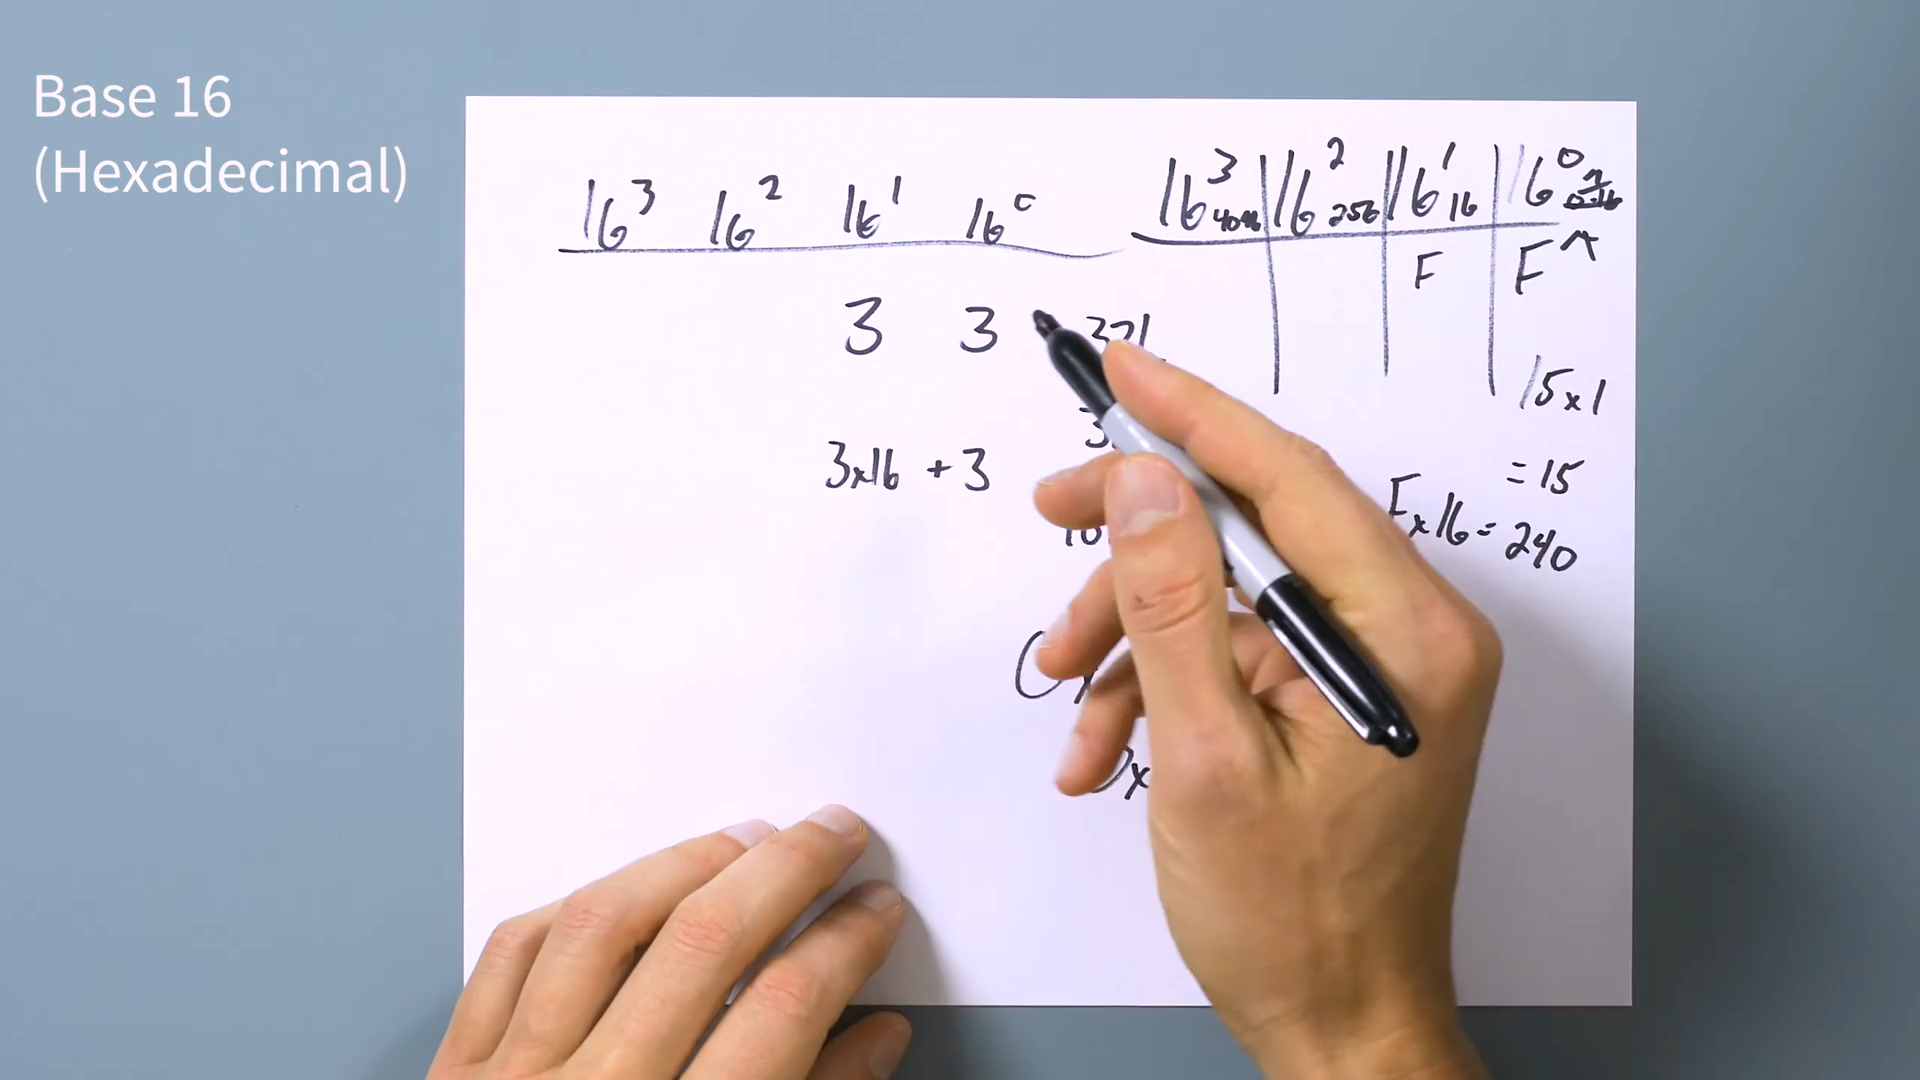 Base 16
(Hexadecimal)
16³ 16² 16¹ 16⁰
3 3
3x16 + 3
16³ 4096 16² 256 16¹ 16 16⁰
F F
15x1
= 15
Fx16= 240